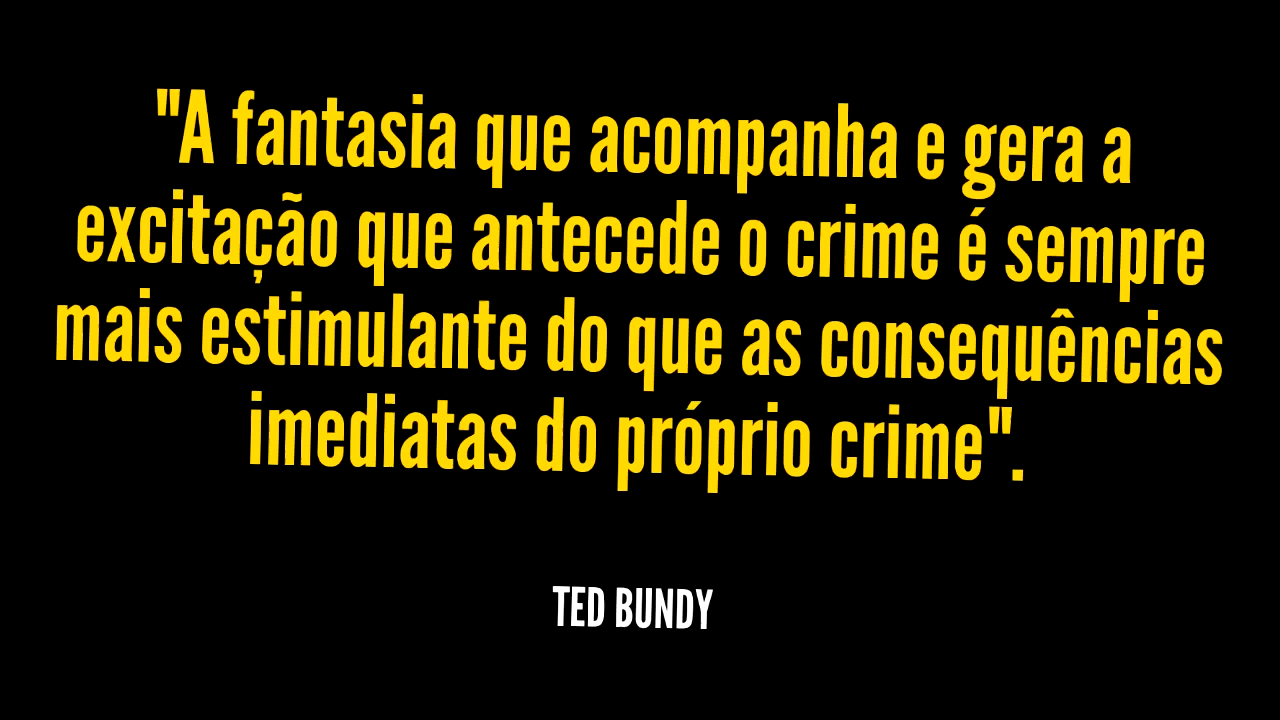 "A fantasia que acompanha e gera a
excitação que antecede o crime é sempre
mais estimulante do que as consequências
imediatas do próprio crime".
TED BUNDY